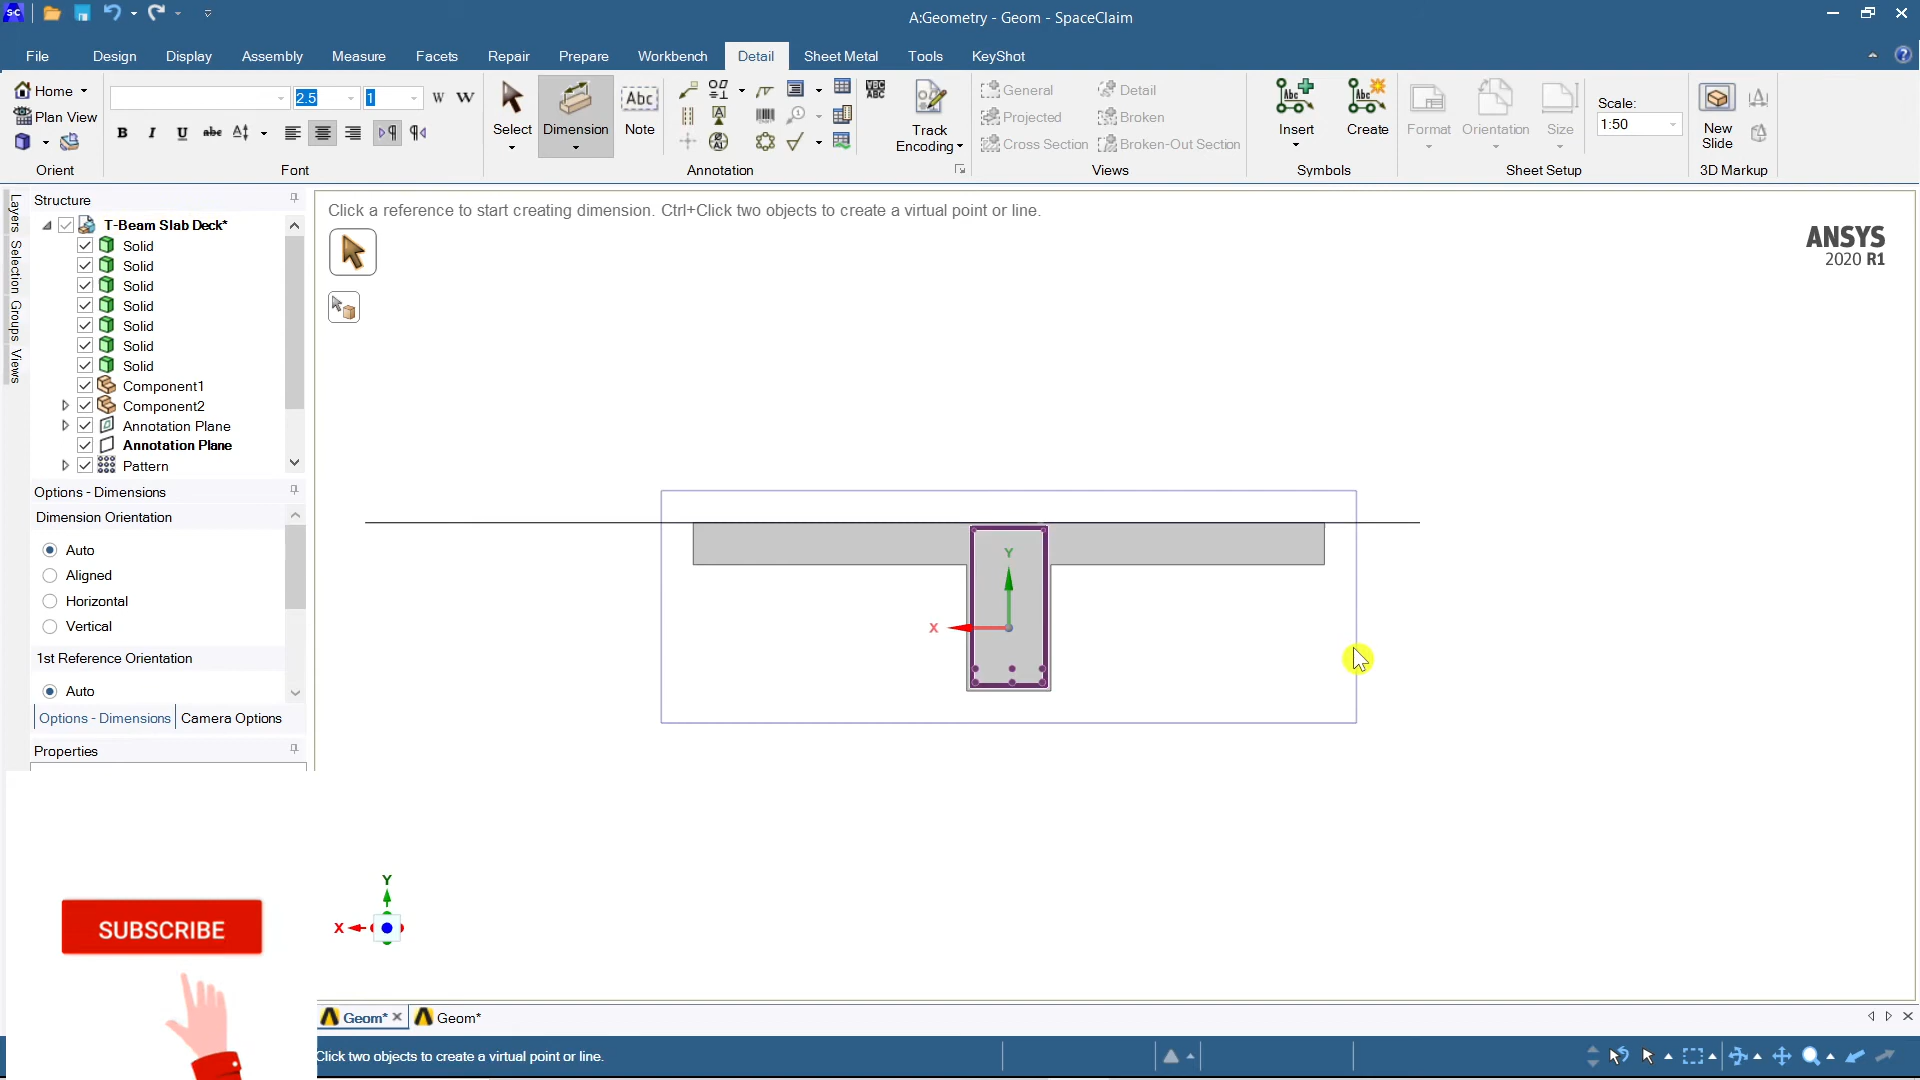 A:Geometry - Geom - SpaceClaim
File Design Display Assembly Measure Facets Repair Prepare Workbench Detail Sheet Metal Tools KeyShot
Home
Plan View
Orient
2.5 1
B I U abc
Font
Select
Dimension
Abc
Note
Annotation
Track
Encoding
General
Projected
Cross Section
Detail
Broken
Broken-Out Section
Views
Insert
Create
Symbols
Format
Orientation
Size
Scale:
1:50
Sheet Setup
New
Slide
3D Markup
Layers Selection Groups Views
Structure
T-Beam Slab Deck*
Solid
Solid
Solid
Solid
Solid
Solid
Solid
Component1
Component2
Annotation Plane
Annotation Plane
Pattern
Options - Dimensions
Dimension Orientation
Auto
Aligned
Horizontal
Vertical
1st Reference Orientation
Auto
Options - Dimensions Camera Options
Properties
Click a reference to start creating dimension. Ctrl+Click two objects to create a virtual point or line.
ANSYS
2020 R1
Y
X
Y
X
SUBSCRIBE
Geom* Geom*
Click two objects to create a virtual point or line.